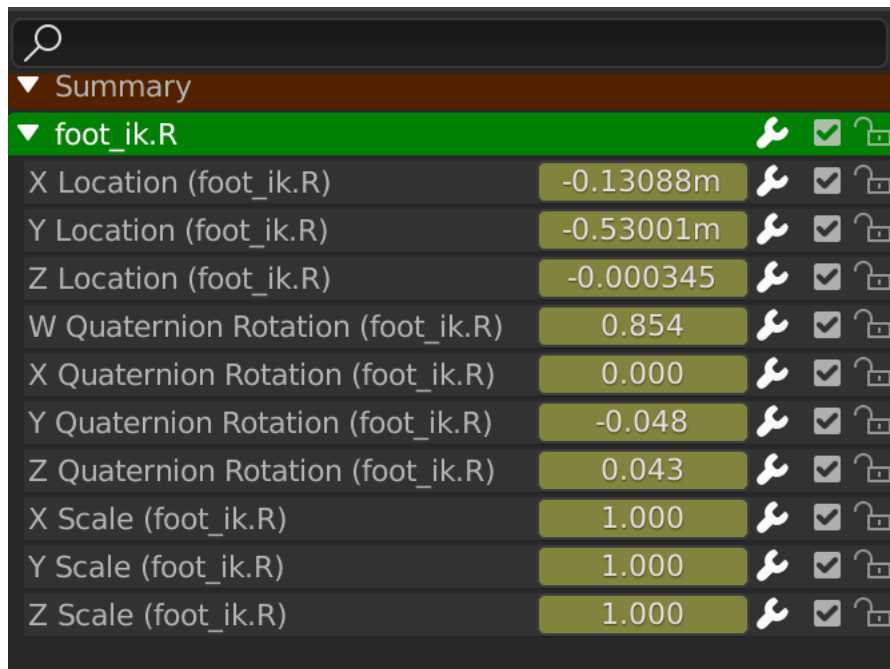 Summary
foot_ik.R
X Location (foot_ik.R) -0.13088m
Y Location (foot_ik.R) -0.53001m
Z Location (foot_ik.R) -0.000345
W Quaternion Rotation (foot_ik.R) 0.854
X Quaternion Rotation (foot_ik.R) 0.000
Y Quaternion Rotation (foot_ik.R) -0.048
Z Quaternion Rotation (foot_ik.R) 0.043
X Scale (foot_ik.R) 1.000
Y Scale (foot_ik.R) 1.000
Z Scale (foot_ik.R) 1.000